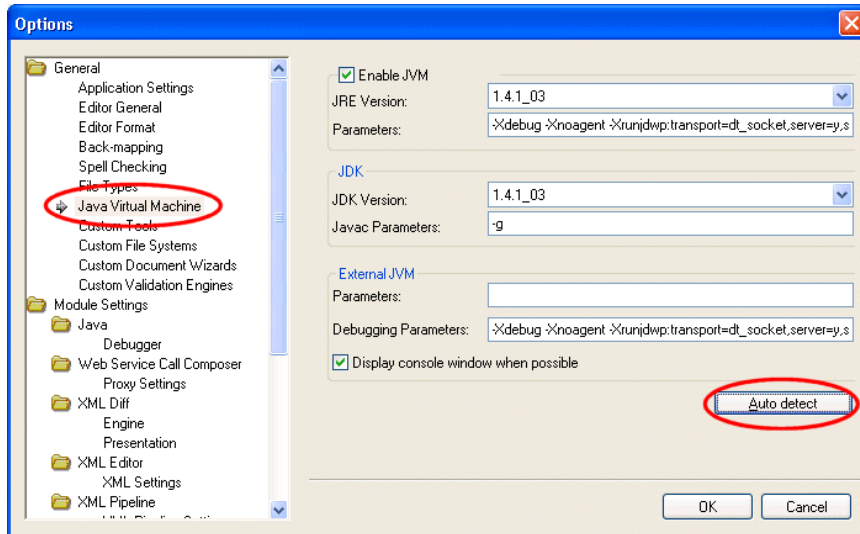 Options
General
Application Settings
Editor General
Editor Format
Back-mapping
Spell Checking
File Types
Java Virtual Machine
Custom Tools
Custom File Systems
Custom Document Wizards
Custom Validation Engines
Module Settings
Java
Debugger
Web Service Call Composer
Proxy Settings
XML Diff
Engine
Presentation
XML Editor
XML Settings
XML Pipeline
Enable JVM
JRE Version: 1.4.1_03
Parameters: -Xdebug -Xnoagent -Xrunjdwp:transport=dt_socket,server=y,s
JDK
JDK Version: 1.4.1_03
Javac Parameters: -g
External JVM
Parameters:
Debugging Parameters: -Xdebug -Xnoagent -Xrunjdwp:transport=dt_socket,server=y,s
Display console window when possible
Auto detect
OK Cancel